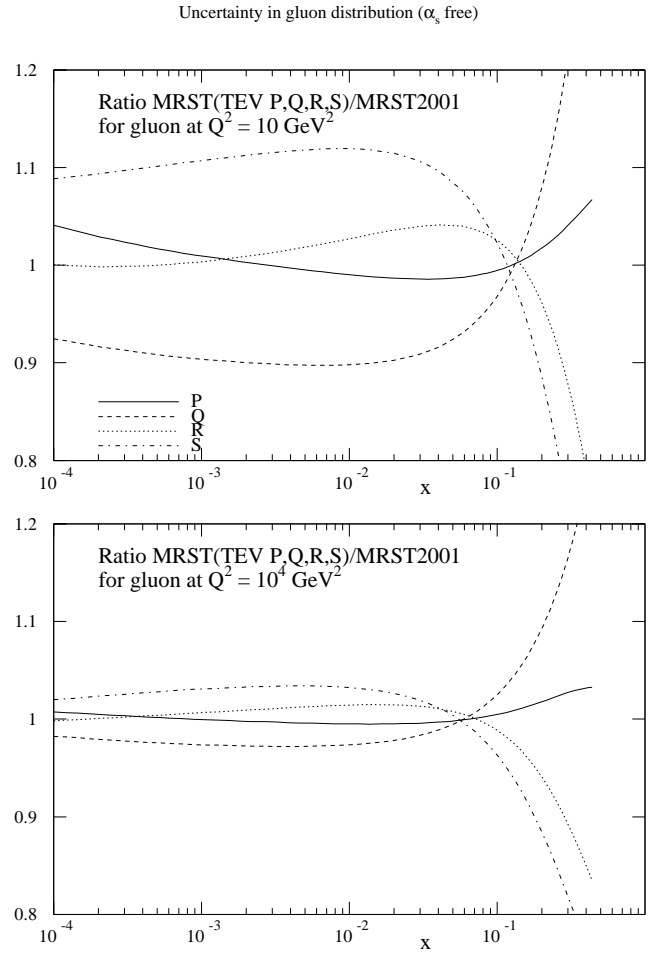 Uncertainty in gluon distribution (αs free)
1.2
Ratio MRST(TEV P,Q,R,S)/MRST2001
for gluon at Q² = 10 GeV²
1.1
1
0.9
P
Q
R
S
0.8
10⁻⁴ 10⁻³ 10⁻² 10⁻¹
x
1.2
Ratio MRST(TEV P,Q,R,S)/MRST2001
for gluon at Q² = 10⁴ GeV²
1.1
1
0.9
0.8
10⁻⁴ 10⁻³ 10⁻² 10⁻¹
x